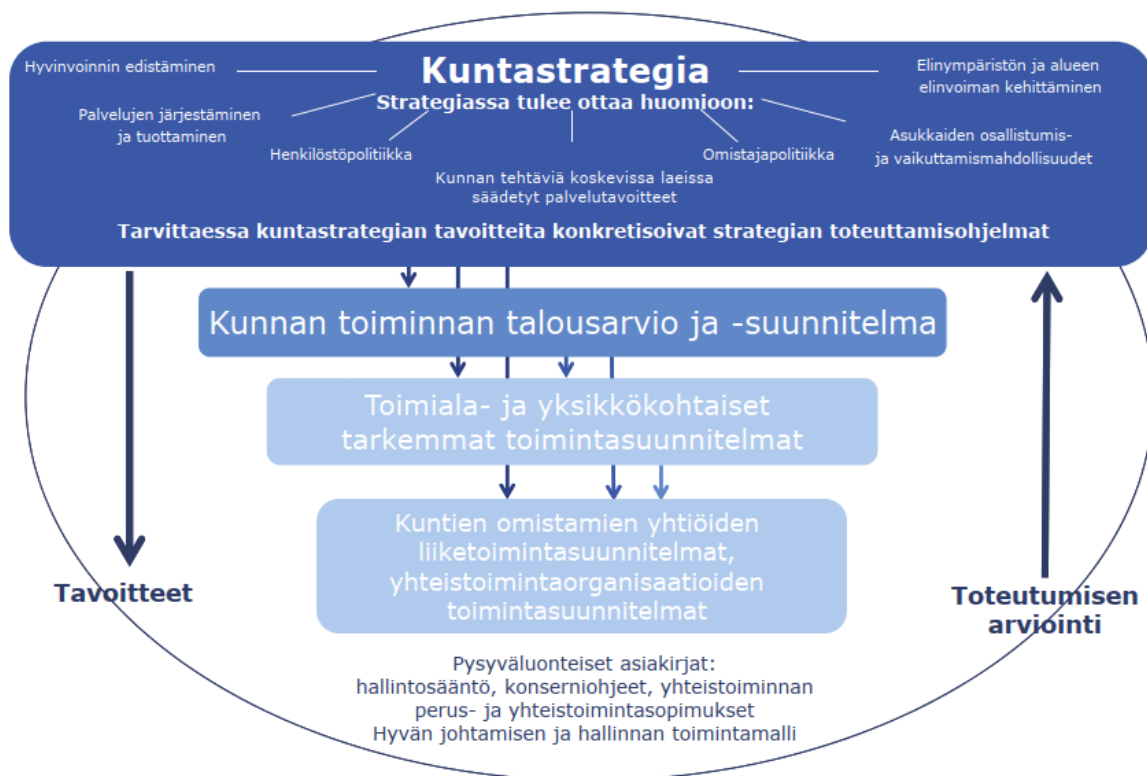 Kuntastrategia
Strategiassa tulee ottaa huomioon:
Hyvinvoinnin edistäminen
Palvelujen järjestäminen
ja tuottaminen
Henkilöstöpolitiikka
Kunnan tehtäviä koskevissa laeissa
säädetyt palvelutavoitteet
Omistajapolitiikka
Asukkaiden osallistumis-
ja vaikuttamismahdollisuudet
Elinympäristön ja alueen
elinvoiman kehittäminen
Tarvittaessa kuntastrategian tavoitteita konkretisoivat strategian toteuttamisohjelmat
Kunnan toiminnan talousarvio ja -suunnitelma
Toimiala- ja yksikkökohtaiset
tarkemmat toimintasuunnitelmat
Kuntien omistamien yhtiöiden
liiketoimintasuunnitelmat,
yhteistoimintaorganisaatioiden
toimintasuunnitelmat
Tavoitteet
Toteutumisen
arviointi
Pysyväluonteiset asiakirjat:
hallintosääntö, konserniohjeet, yhteistoiminnan
perus- ja yhteistoimintasopimukset
Hyvän johtamisen ja hallinnan toimintamalli